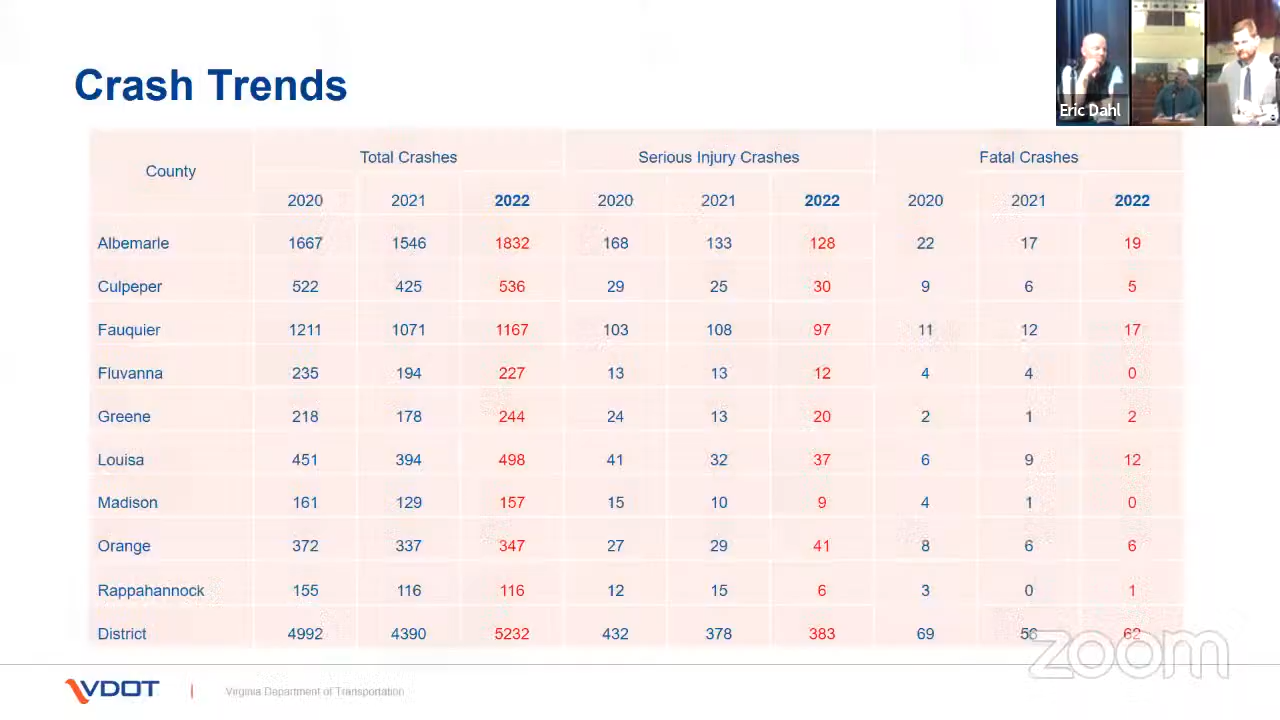 Crash Trends
Eric Dahl
County Total Crashes Serious Injury Crashes Fatal Crashes
2020 2021 2022 2020 2021 2022 2020 2021 2022
Albemarle 1667 1546 1832 168 133 128 22 17 19
Culpeper 522 425 536 29 25 30 9 6 5
Fauquier 1211 1071 1167 103 108 97 11 12 17
Fluvanna 235 194 227 13 13 12 4 4 0
Greene 218 178 244 24 13 20 2 1 2
Louisa 451 394 498 41 32 37 6 9 12
Madison 161 129 157 15 10 9 4 1 0
Orange 372 337 347 27 29 41 8 6 6
Rappahannock 155 116 116 12 15 6 3 0 1
District 4992 4390 5232 432 378 383 69 56 62
zoom
VDOT | Virginia Department of Transportation